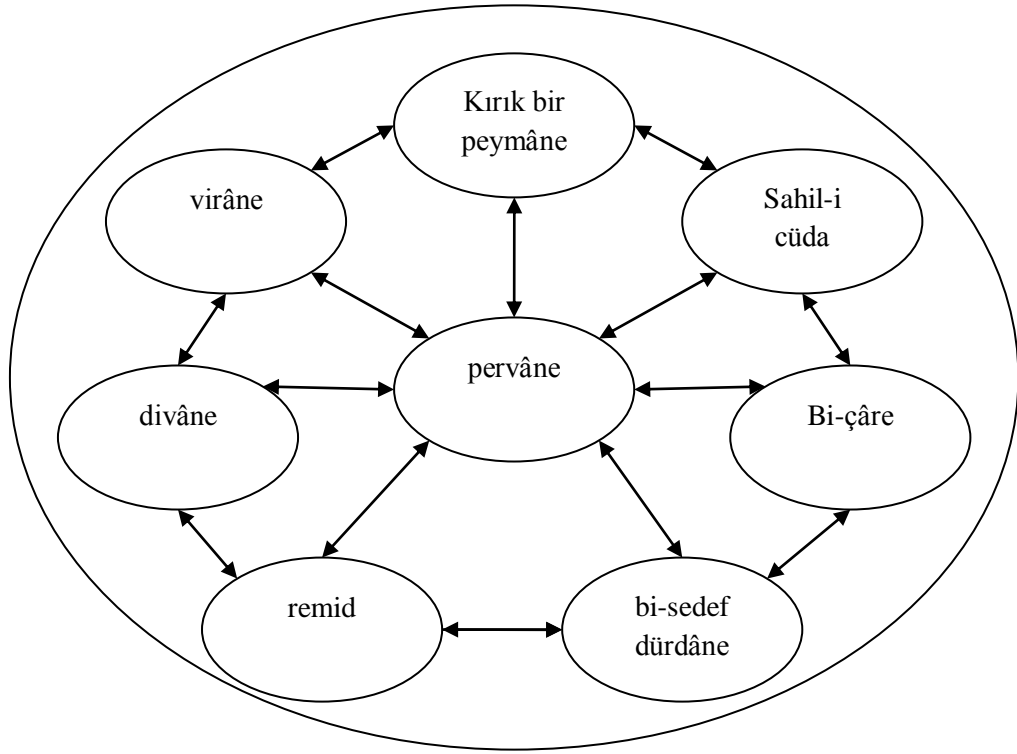 Kırık bir
peymâne
virâne
Sahil-i
cüda
pervâne
divâne
Bi-çâre
remid
bi-sedef
dürdâne